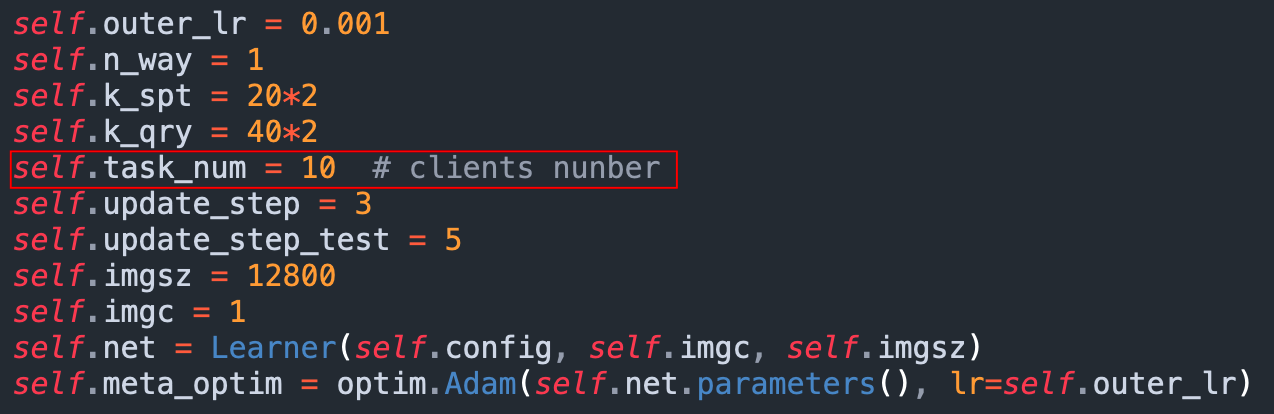 self.outer_lr = 0.001
self.n_way = 1
self.k_spt = 20*2
self.k_qry = 40*2
self.task_num = 10  # clients nunber
self.update_step = 3
self.update_step_test = 5
self.imgsz = 12800
self.imgc = 1
self.net = Learner(self.config, self.imgc, self.imgsz)
self.meta_optim = optim.Adam(self.net.parameters(), lr=self.outer_lr)